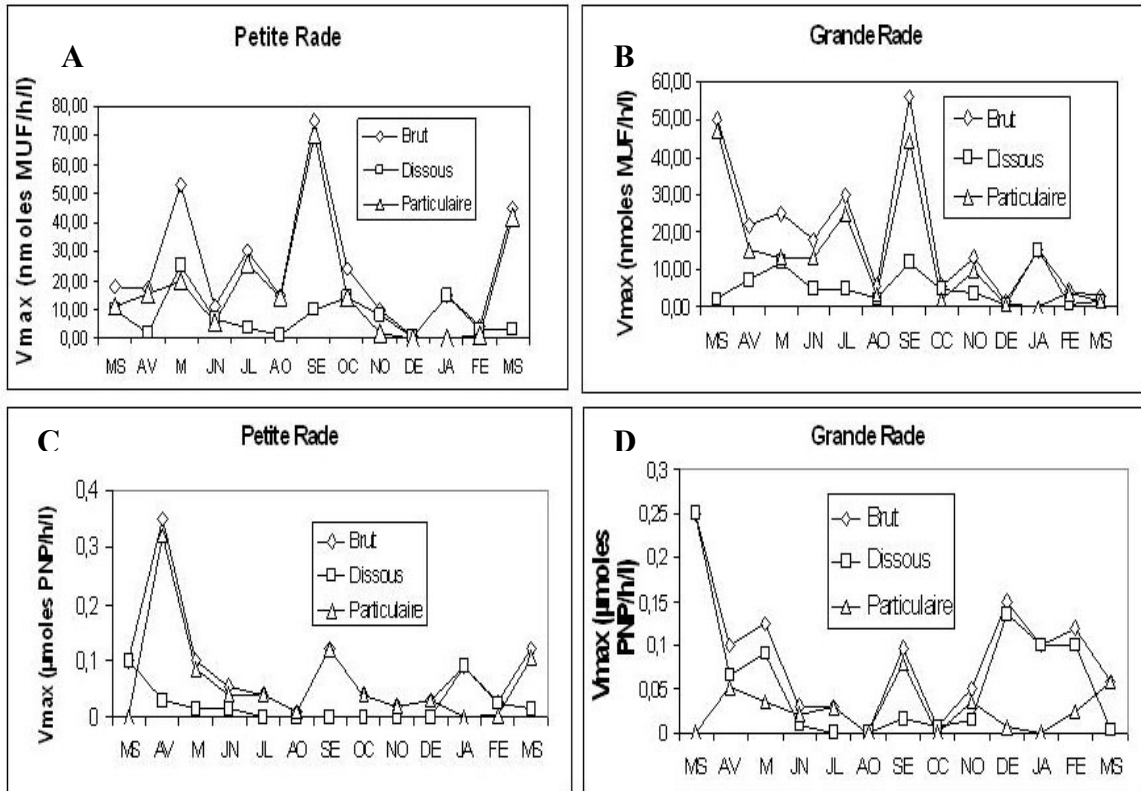 A
Petite Rade
Vmax (nmoles MUF/h/l)
80,00
70,00
60,00
50,00
40,00
30,00
20,00
10,00
0,00
Brut
Dissous
Particulaire
MS AV M JN JL AO SE OC NO DE JA FE MS
B
Grande Rade
Vmax (nmoles MUF/h/l)
60,00
50,00
40,00
30,00
20,00
10,00
0,00
Brut
Dissous
Particulaire
MS AV M JN JL AO SE OC NO DE JA FE MS
C
Petite Rade
Vmax (µmoles PNP/h/l)
0,4
0,3
0,2
0,1
0
Brut
Dissous
Particulaire
MS AV M JN JL AO SE OC NO DE JA FE MS
D
Grande Rade
Vmax (µmoles
PNP/h/l)
0,3
0,25
0,2
0,15
0,1
0,05
0
Brut
Dissous
Particulaire
MS AV M JN JL AO SE OC NO DE JA FE MS